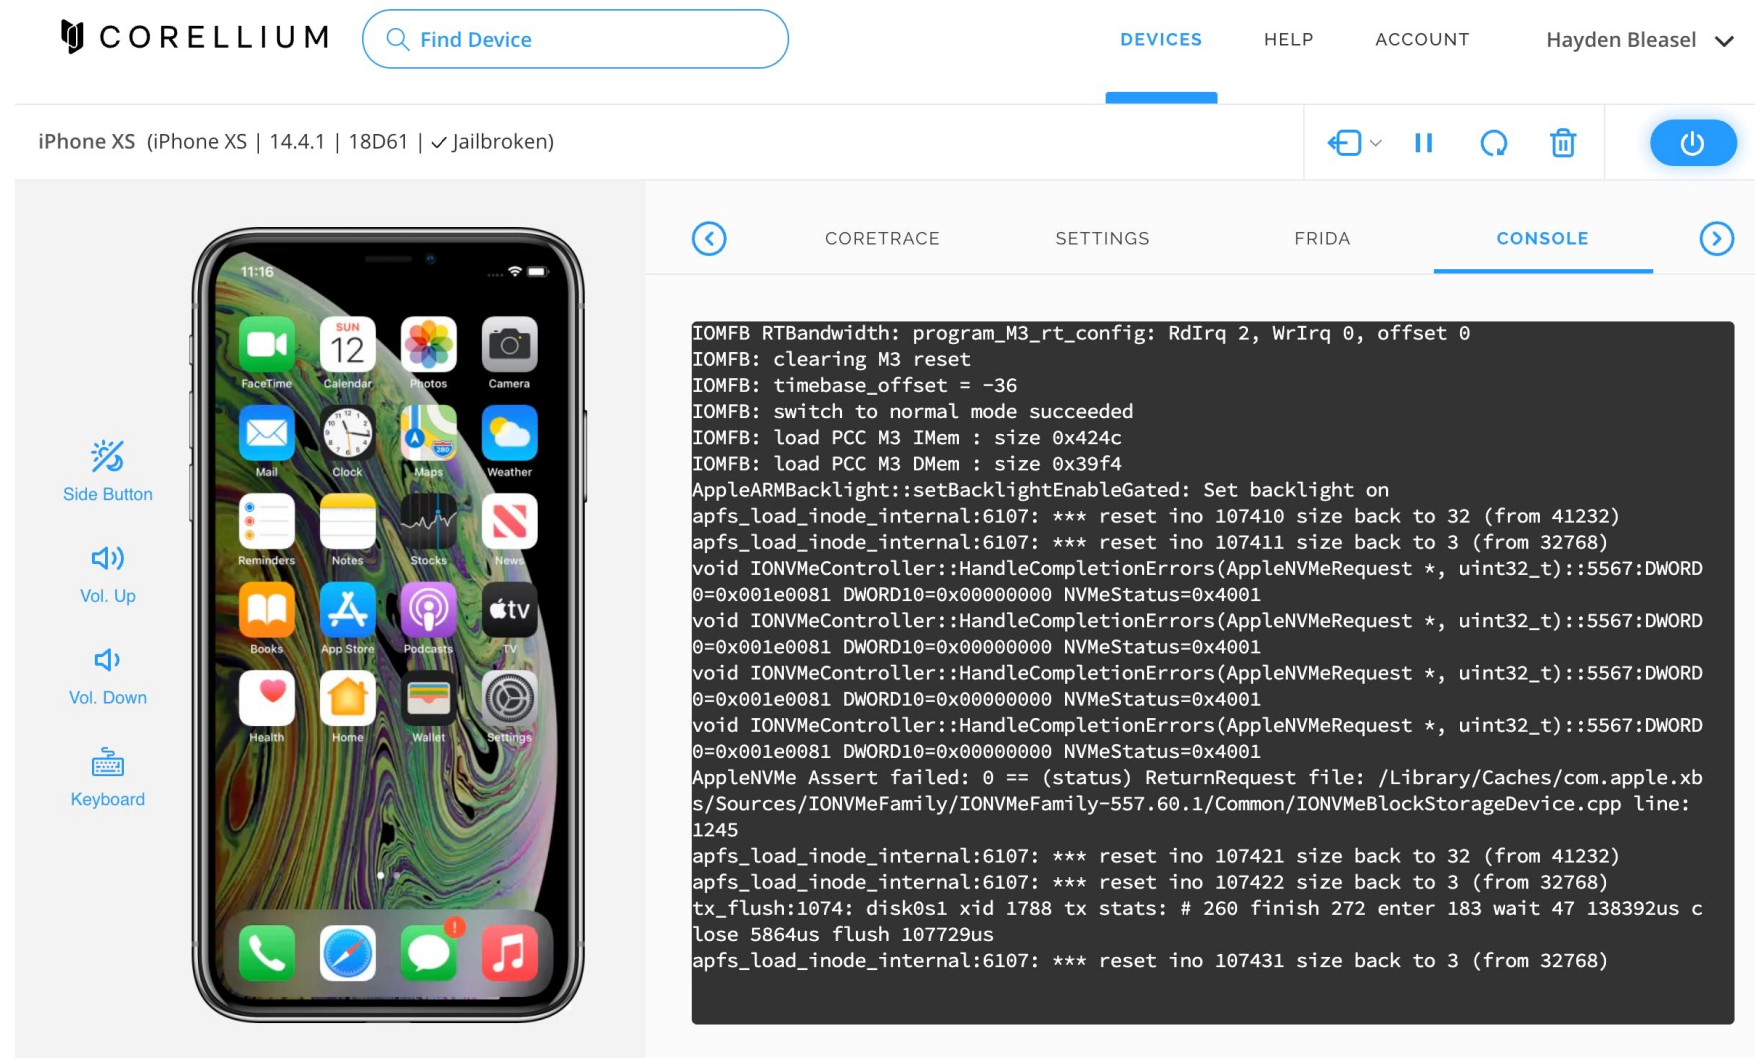 CORELLIUM
Find Device
DEVICES
HELP
ACCOUNT
Hayden Bleasel
iPhone XS (iPhone XS | 14.4.1 | 18D61 | ✓ Jailbroken)
CORETRACE
SETTINGS
FRIDA
CONSOLE
Side Button
Vol. Up
Vol. Down
Keyboard
11:16
SUN
12
FaceTime Calendar Photos Camera
280
Mail Clock Maps Weather
Reminders Notes Stocks News
tv
Books App Store Podcasts TV
Health Home Wallet Settings
!
IOMFB RTBandwidth: program_M3_rt_config: RdIrq 2, WrIrq 0, offset 0
IOMFB: clearing M3 reset
IOMFB: timebase_offset = -36
IOMFB: switch to normal mode succeeded
IOMFB: load PCC M3 IMem : size 0x424c
IOMFB: load PCC M3 DMem : size 0x39f4
AppleARMBacklight::setBacklightEnableGated: Set backlight on
apfs_load_inode_internal:6107: *** reset ino 107410 size back to 32 (from 41232)
apfs_load_inode_internal:6107: *** reset ino 107411 size back to 3 (from 32768)
void IONVMeController::HandleCompletionErrors(AppleNVMeRequest *, uint32_t)::5567:DWORD
0=0x001e0081 DWORD10=0x00000000 NVMeStatus=0x4001
void IONVMeController::HandleCompletionErrors(AppleNVMeRequest *, uint32_t)::5567:DWORD
0=0x001e0081 DWORD10=0x00000000 NVMeStatus=0x4001
void IONVMeController::HandleCompletionErrors(AppleNVMeRequest *, uint32_t)::5567:DWORD
0=0x001e0081 DWORD10=0x00000000 NVMeStatus=0x4001
void IONVMeController::HandleCompletionErrors(AppleNVMeRequest *, uint32_t)::5567:DWORD
0=0x001e0081 DWORD10=0x00000000 NVMeStatus=0x4001
AppleNVMe Assert failed: 0 == (status) ReturnRequest file: /Library/Caches/com.apple.xb
s/Sources/IONVMeFamily/IONVMeFamily-557.60.1/Common/IONVMeBlockStorageDevice.cpp line:
1245
apfs_load_inode_internal:6107: *** reset ino 107421 size back to 32 (from 41232)
apfs_load_inode_internal:6107: *** reset ino 107422 size back to 3 (from 32768)
tx_flush:1074: disk0s1 xid 1788 tx stats: # 260 finish 272 enter 183 wait 47 138392us c
lose 5864us flush 107729us
apfs_load_inode_internal:6107: *** reset ino 107431 size back to 3 (from 32768)